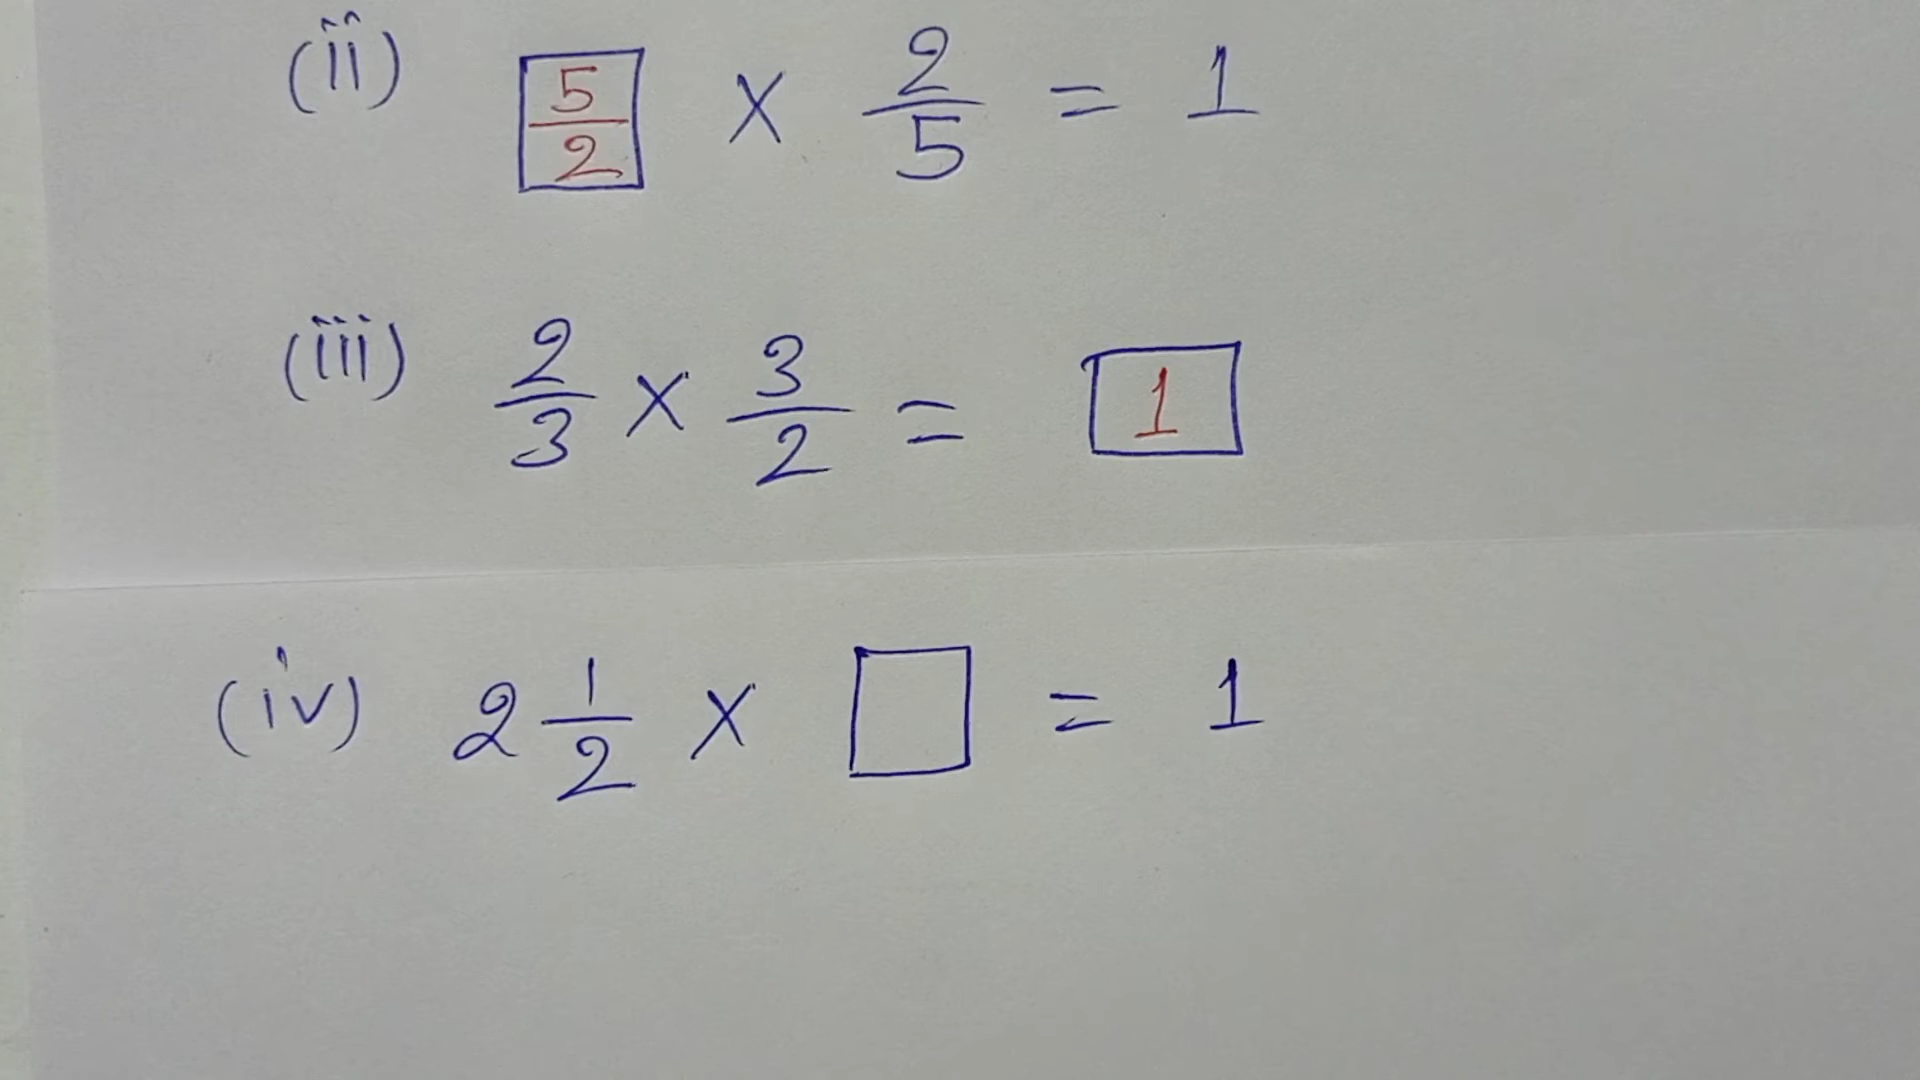 (ii) 5/2 × 2/5 = 1
(iii) 2/3 × 3/2 = 1
(iv) 2 1/2 × □ = 1